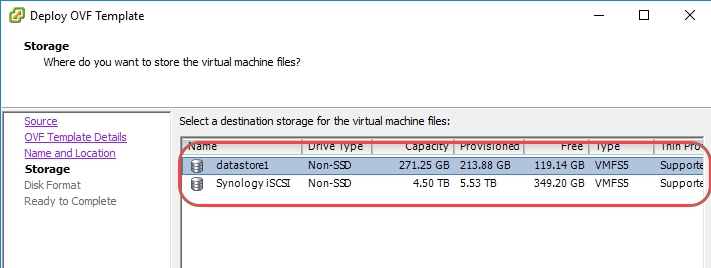 Deploy OVF Template
Storage
Where do you want to store the virtual machine files?
Source
OVF Template Details
Name and Location
Storage
Disk Format
Ready to Complete
Select a destination storage for the virtual machine files:
Name Drive Type Capacity Provisioned Free Type Thin Pro
datastore1 Non-SSD 271.25 GB 213.88 GB 119.14 GB VMFS5 Supporte
Synology iSCSI Non-SSD 4.50 TB 5.53 TB 349.20 GB VMFS5 Supporte